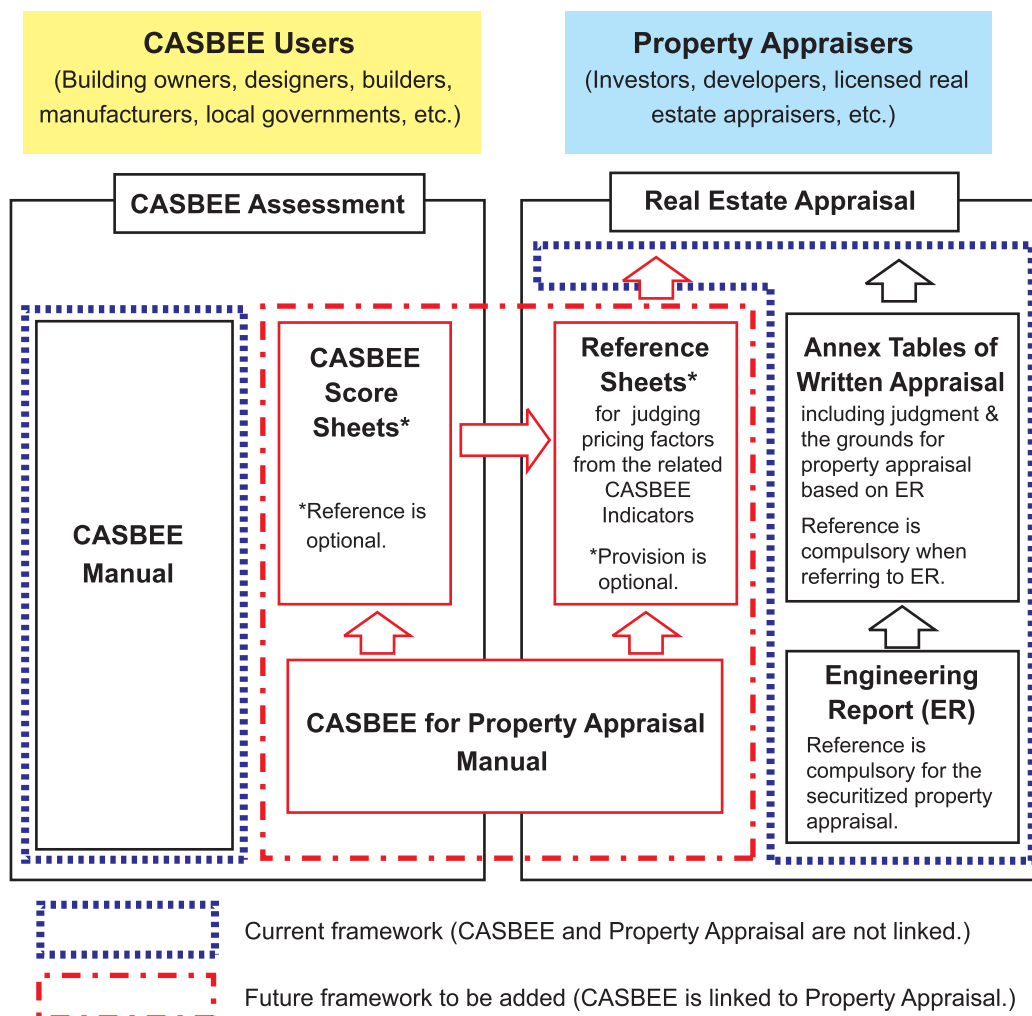 CASBEE Users
(Building owners, designers, builders,
manufacturers, local governments, etc.)
Property Appraisers
(Investors, developers, licensed real
estate appraisers, etc.)
CASBEE Assessment
Real Estate Appraisal
CASBEE
Manual
CASBEE
Score
Sheets*
*Reference is
optional.
Reference
Sheets*
for judging
pricing factors
from the related
CASBEE
Indicators
*Provision is
optional.
Annex Tables of
Written Appraisal
including judgment &
the grounds for
property appraisal
based on ER
Reference is
compulsory when
referring to ER.
CASBEE for Property Appraisal
Manual
Engineering
Report (ER)
Reference is
compulsory for the
securitized property
appraisal.
Current framework (CASBEE and Property Appraisal are not linked.)
Future framework to be added (CASBEE is linked to Property Appraisal.)